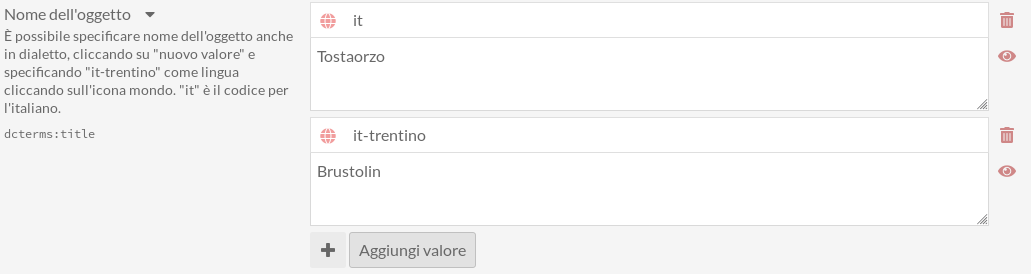 Nome dell'oggetto
È possibile specificare nome dell'oggetto anche
in dialetto, cliccando su "nuovo valore" e
specificando "it-trentino" come lingua
cliccando sull'icona mondo. "it" è il codice per
l'italiano.
dcterms:title
it
Tostaorzo
it-trentino
Brustolin
Aggiungi valore